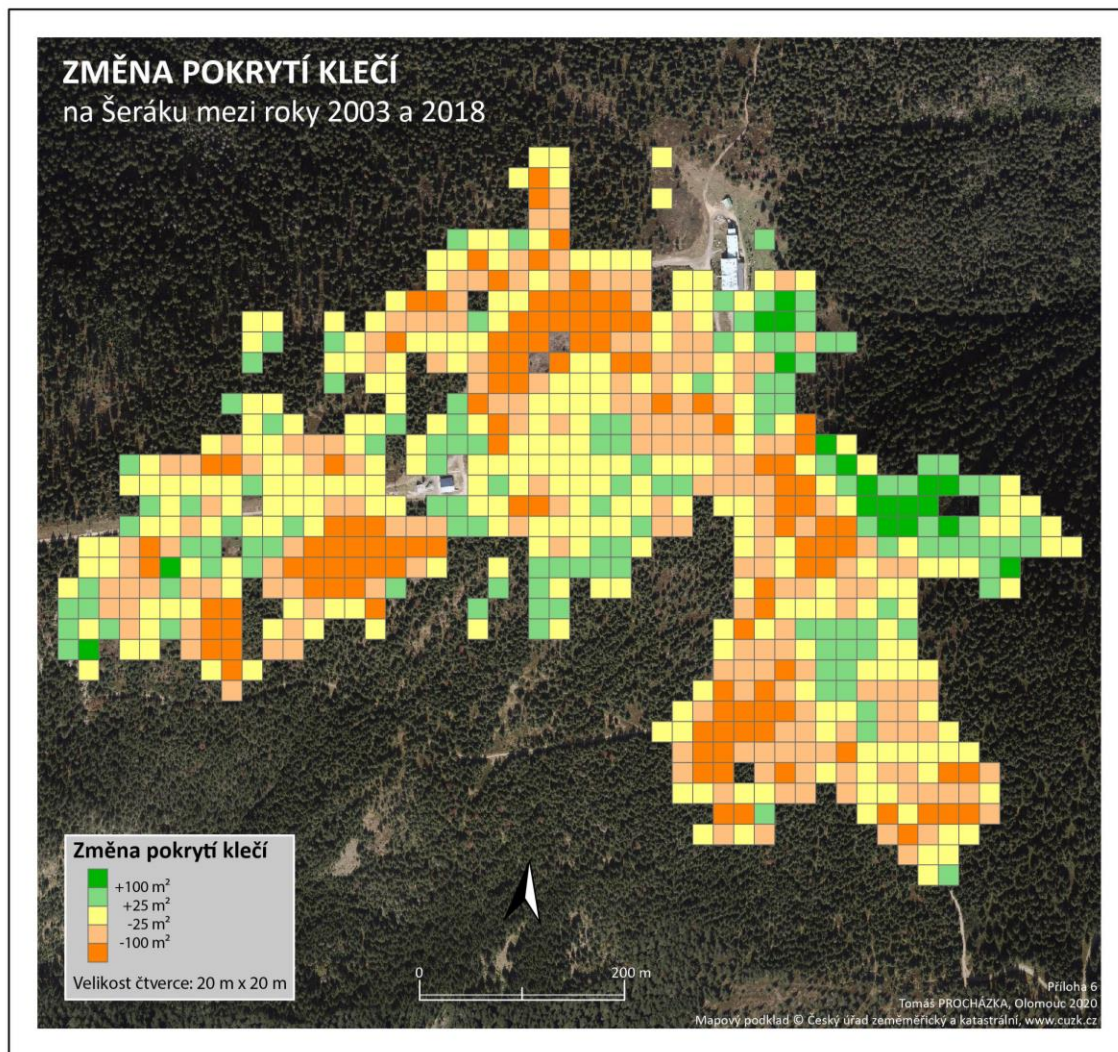 ZMĚNA POKRYTÍ KLEČÍ
na Šeráku mezi roky 2003 a 2018
Změna pokrytí klečí
+100 m²
+25 m²
-25 m²
-100 m²
Velikost čtverce: 20 m x 20 m
0 200 m
Příloha 6
Tomáš PROCHÁZKA, Olomouc 2020
Mapový podklad © Český úřad zeměměřický a katastrální, www.cuzk.cz